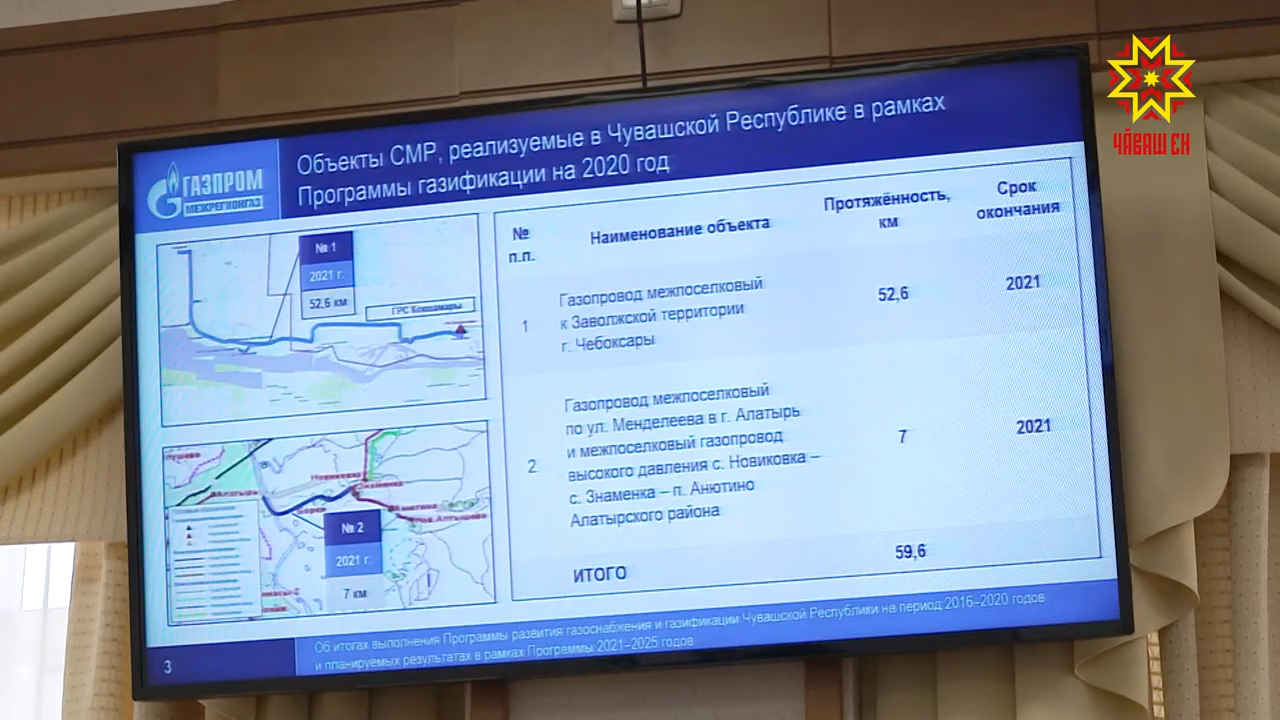 ЧӐВАШ ЕН
ГАЗПРОМ
МЕЖРЕГИОНГАЗ
Объекты СМР, реализуемые в Чувашской Республике в рамках
Программы газификации на 2020 год
№ 1
2021 г.
52,6 км
ГРС Кокшамары
№ 2
2021 г.
7 км
№
п.п.
Наименование объекта
Протяжённость,
км
Срок
окончания
1
Газопровод межпоселковый
к Заволжской территории
г. Чебоксары
52,6
2021
2
Газопровод межпоселковый
по ул. Менделеева в г. Алатырь
и межпоселковый газопровод
высокого давления с. Новиковка –
с. Знаменка – п. Анютино
Алатырского района
7
2021
ИТОГО
59,6
3
Об итогах выполнения Программы развития газоснабжения и газификации Чувашской Республики на период 2016–2020 годов
и планируемых результатах в рамках Программы 2021–2025 годов